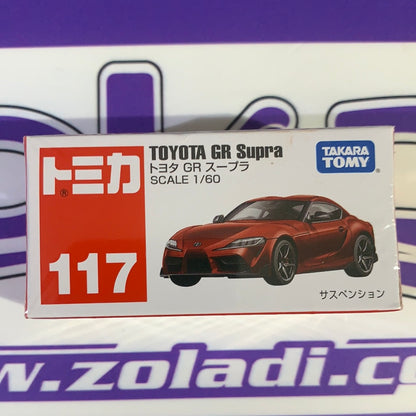 トミカ®
117
TOYOTA GR Supra
トヨタ GR スープラ
SCALE 1/60
TAKARA TOMY
サスペンション
w.zoladi.com